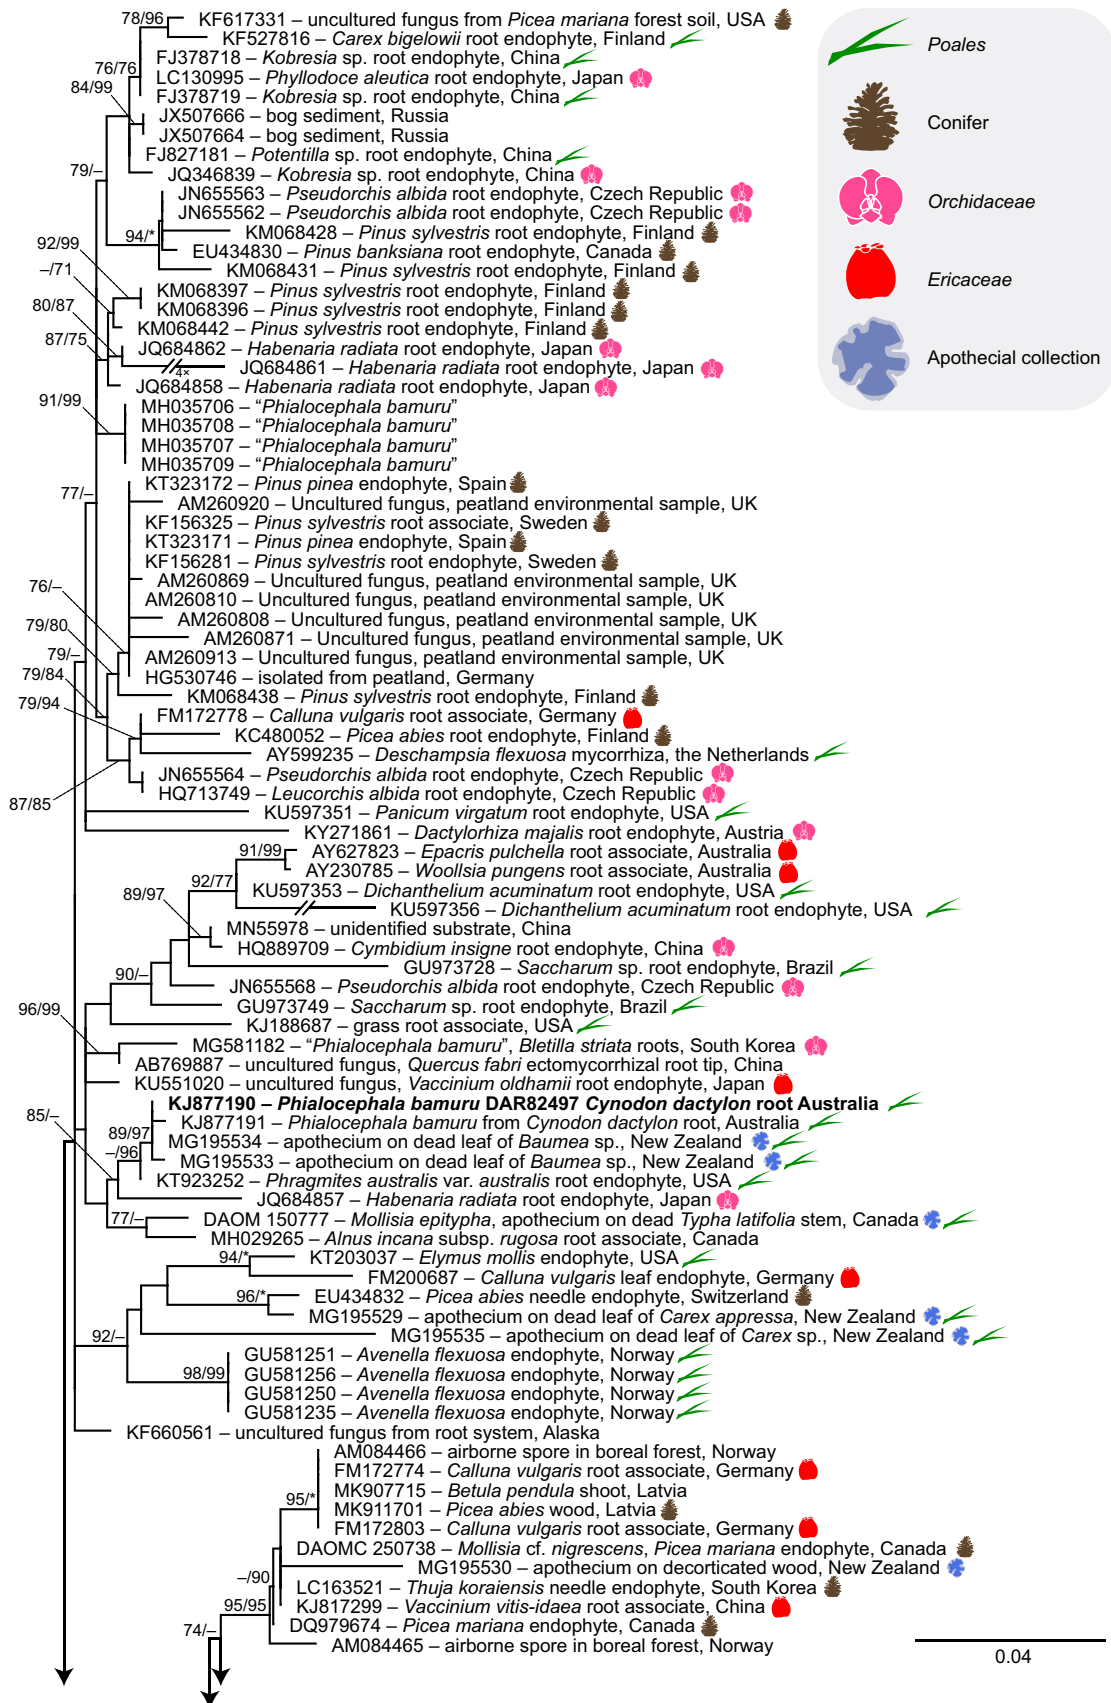 78/96
KF617331 – uncultured fungus from Picea mariana forest soil, USA
KF527816 – Carex bigelowii root endophyte, Finland
Poales
76/76
FJ378718 – Kobresia sp. root endophyte, China
LC130995 – Phyllodoce aleutica root endophyte, Japan
84/99
FJ378719 – Kobresia sp. root endophyte, China
JX507666 – bog sediment, Russia
Conifer
JX507664 – bog sediment, Russia
FJ827181 – Potentilla sp. root endophyte, China
79/–
JQ346839 – Kobresia sp. root endophyte, China
JN655563 – Pseudorchis albida root endophyte, Czech Republic
Orchidaceae
JN655562 – Pseudorchis albida root endophyte, Czech Republic
94/*
KM068428 – Pinus sylvestris root endophyte, Finland
92/99
EU434830 – Pinus banksiana root endophyte, Canada
–/71
KM068431 – Pinus sylvestris root endophyte, Finland
Ericaceae
KM068397 – Pinus sylvestris root endophyte, Finland
80/87
KM068396 – Pinus sylvestris root endophyte, Finland
KM068442 – Pinus sylvestris root endophyte, Finland
87/75
JQ684862 – Habenaria radiata root endophyte, Japan
Apothecial collection
4×
JQ684861 – Habenaria radiata root endophyte, Japan
JQ684858 – Habenaria radiata root endophyte, Japan
91/99
MH035706 – “Phialocephala bamuru”
MH035708 – “Phialocephala bamuru”
MH035707 – “Phialocephala bamuru”
MH035709 – “Phialocephala bamuru”
77/–
KT323172 – Pinus pinea endophyte, Spain
AM260920 – Uncultured fungus, peatland environmental sample, UK
KF156325 – Pinus sylvestris root associate, Sweden
KT323171 – Pinus pinea endophyte, Spain
KF156281 – Pinus sylvestris root endophyte, Sweden
76/–
AM260869 – Uncultured fungus, peatland environmental sample, UK
AM260810 – Uncultured fungus, peatland environmental sample, UK
79/80
AM260808 – Uncultured fungus, peatland environmental sample, UK
AM260871 – Uncultured fungus, peatland environmental sample, UK
79/–
AM260913 – Uncultured fungus, peatland environmental sample, UK
79/84
HG530746 – isolated from peatland, Germany
KM068438 – Pinus sylvestris root endophyte, Finland
79/94
FM172778 – Calluna vulgaris root associate, Germany
KC480052 – Picea abies root endophyte, Finland
AY599235 – Deschampsia flexuosa mycorrhiza, the Netherlands
JN655564 – Pseudorchis albida root endophyte, Czech Republic
87/85
HQ713749 – Leucorchis albida root endophyte, Czech Republic
KU597351 – Panicum virgatum root endophyte, USA
KY271861 – Dactylorhiza majalis root endophyte, Austria
91/99
AY627823 – Epacris pulchella root associate, Australia
AY230785 – Woollsia pungens root associate, Australia
92/77
KU597353 – Dichanthelium acuminatum root endophyte, USA
89/97
KU597356 – Dichanthelium acuminatum root endophyte, USA
MN55978 – unidentified substrate, China
HQ889709 – Cymbidium insigne root endophyte, China
GU973728 – Saccharum sp. root endophyte, Brazil
90/–
JN655568 – Pseudorchis albida root endophyte, Czech Republic
GU973749 – Saccharum sp. root endophyte, Brazil
96/99
KJ188687 – grass root associate, USA
MG581182 – “Phialocephala bamuru”, Bletilla striata roots, South Korea
AB769887 – uncultured fungus, Quercus fabri ectomycorrhizal root tip, China
KU551020 – uncultured fungus, Vaccinium oldhamii root endophyte, Japan
KJ877190 – Phialocephala bamuru DAR82497 Cynodon dactylon root Australia
85/–
KJ877191 – Phialocephala bamuru from Cynodon dactylon root, Australia
89/97
MG195534 – apothecium on dead leaf of Baumea sp., New Zealand
–/96
MG195533 – apothecium on dead leaf of Baumea sp., New Zealand
KT923252 – Phragmites australis var. australis root endophyte, USA
JQ684857 – Habenaria radiata root endophyte, Japan
77/–
DAOM 150777 – Mollisia epitypha, apothecium on dead Typha latifolia stem, Canada
MH029265 – Alnus incana subsp. rugosa root associate, Canada
94/*
KT203037 – Elymus mollis endophyte, USA
FM200687 – Calluna vulgaris leaf endophyte, Germany
96/*
EU434832 – Picea abies needle endophyte, Switzerland
MG195529 – apothecium on dead leaf of Carex appressa, New Zealand
92/–
MG195535 – apothecium on dead leaf of Carex sp., New Zealand
GU581251 – Avenella flexuosa endophyte, Norway
98/99
GU581256 – Avenella flexuosa endophyte, Norway
GU581250 – Avenella flexuosa endophyte, Norway
GU581235 – Avenella flexuosa endophyte, Norway
KF660561 – uncultured fungus from root system, Alaska
AM084466 – airborne spore in boreal forest, Norway
FM172774 – Calluna vulgaris root associate, Germany
MK907715 – Betula pendula shoot, Latvia
95/*
MK911701 – Picea abies wood, Latvia
FM172803 – Calluna vulgaris root associate, Germany
DAOMC 250738 – Mollisia cf. nigrescens, Picea mariana endophyte, Canada
MG195530 – apothecium on decorticated wood, New Zealand
–/90
LC163521 – Thuja koraiensis needle endophyte, South Korea
95/95
KJ817299 – Vaccinium vitis-idaea root associate, China
74/–
DQ979674 – Picea mariana endophyte, Canada
AM084465 – airborne spore in boreal forest, Norway
0.04